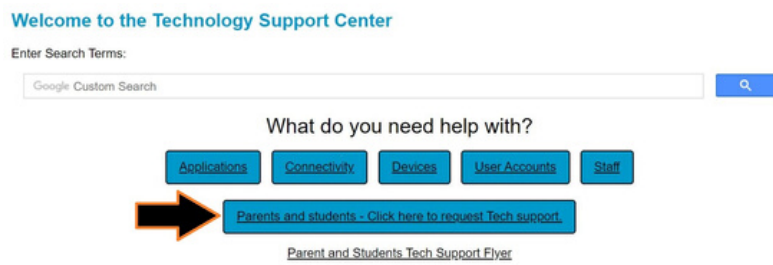 Welcome to the Technology Support Center
Enter Search Terms:
Google Custom Search
What do you need help with?
Applications Connectivity Devices User Accounts Staff
Parents and students - Click here to request Tech support.
Parent and Students Tech Support Flyer